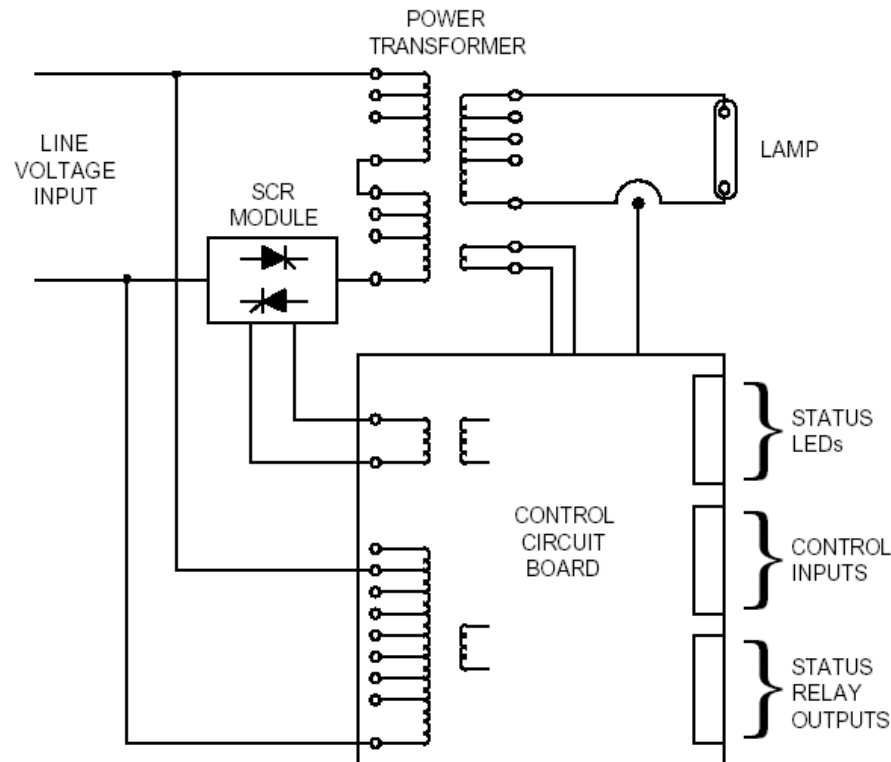 POWER
TRANSFORMER
LINE
VOLTAGE
INPUT
SCR
MODULE
LAMP
STATUS
LEDs
CONTROL
CIRCUIT
BOARD
CONTROL
INPUTS
STATUS
RELAY
OUTPUTS